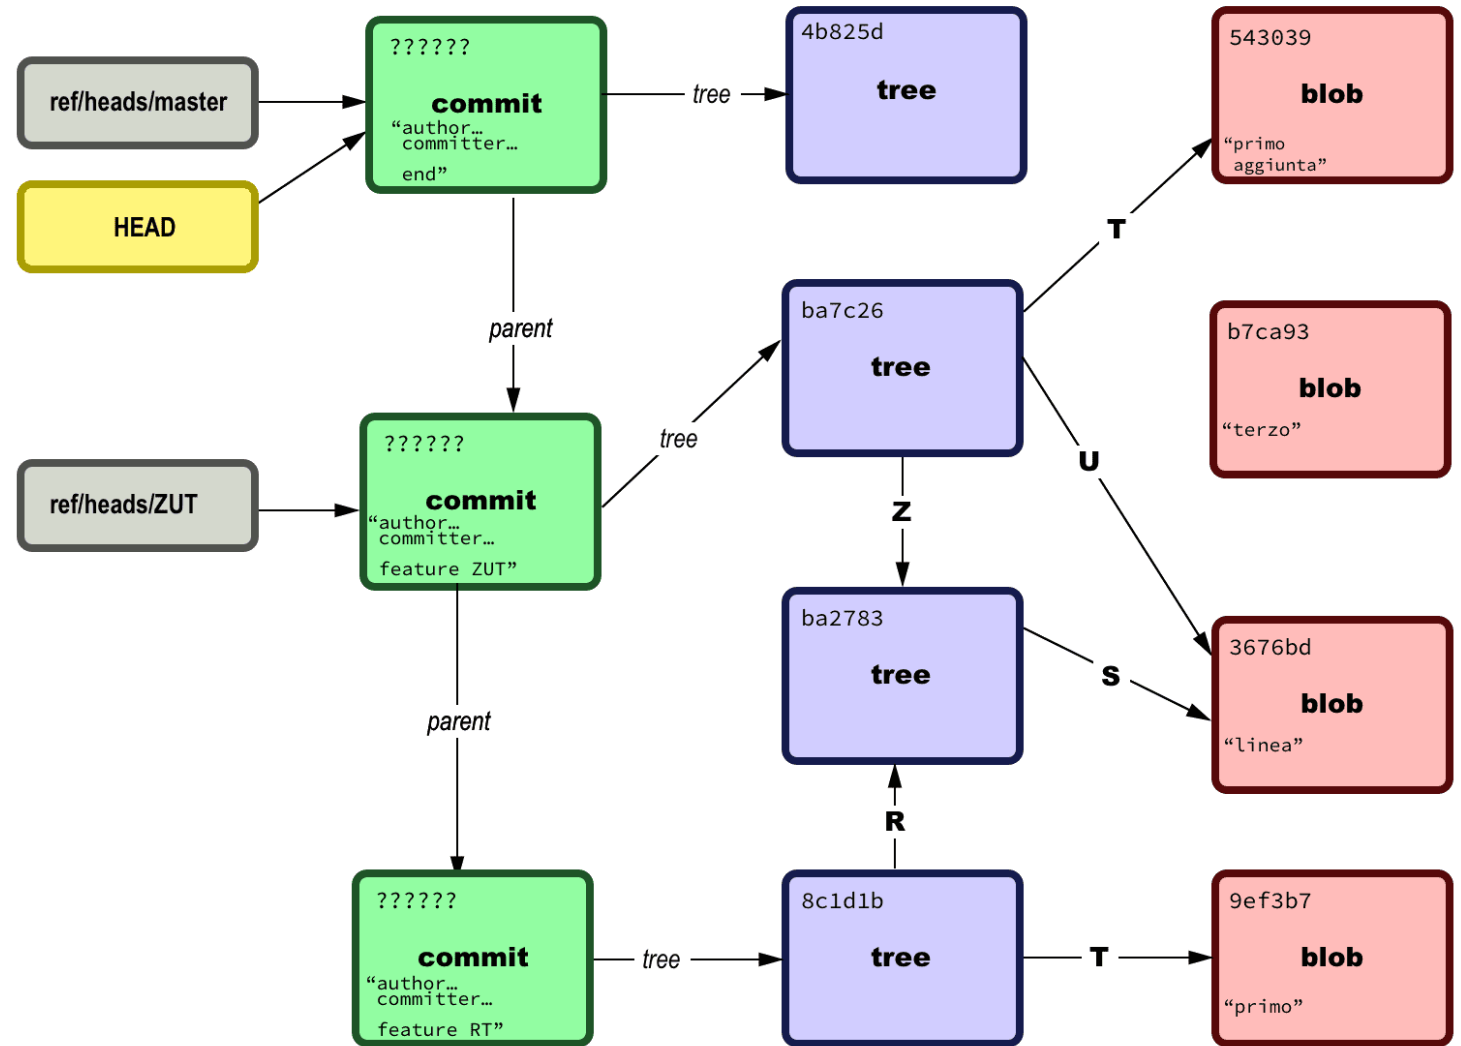 ref/heads/master
HEAD
??????
commit
“author…
committer…
end”
tree
4b825d
tree
543039
blob
“primo
aggiunta”
T
parent
ba7c26
tree
b7ca93
blob
“terzo”
tree
U
ref/heads/ZUT
??????
commit
“author…
committer…
feature ZUT”
Z
ba2783
tree
S
3676bd
blob
“linea”
parent
R
??????
commit
“author…
committer…
feature RT”
tree
8c1d1b
tree
T
9ef3b7
blob
“primo”